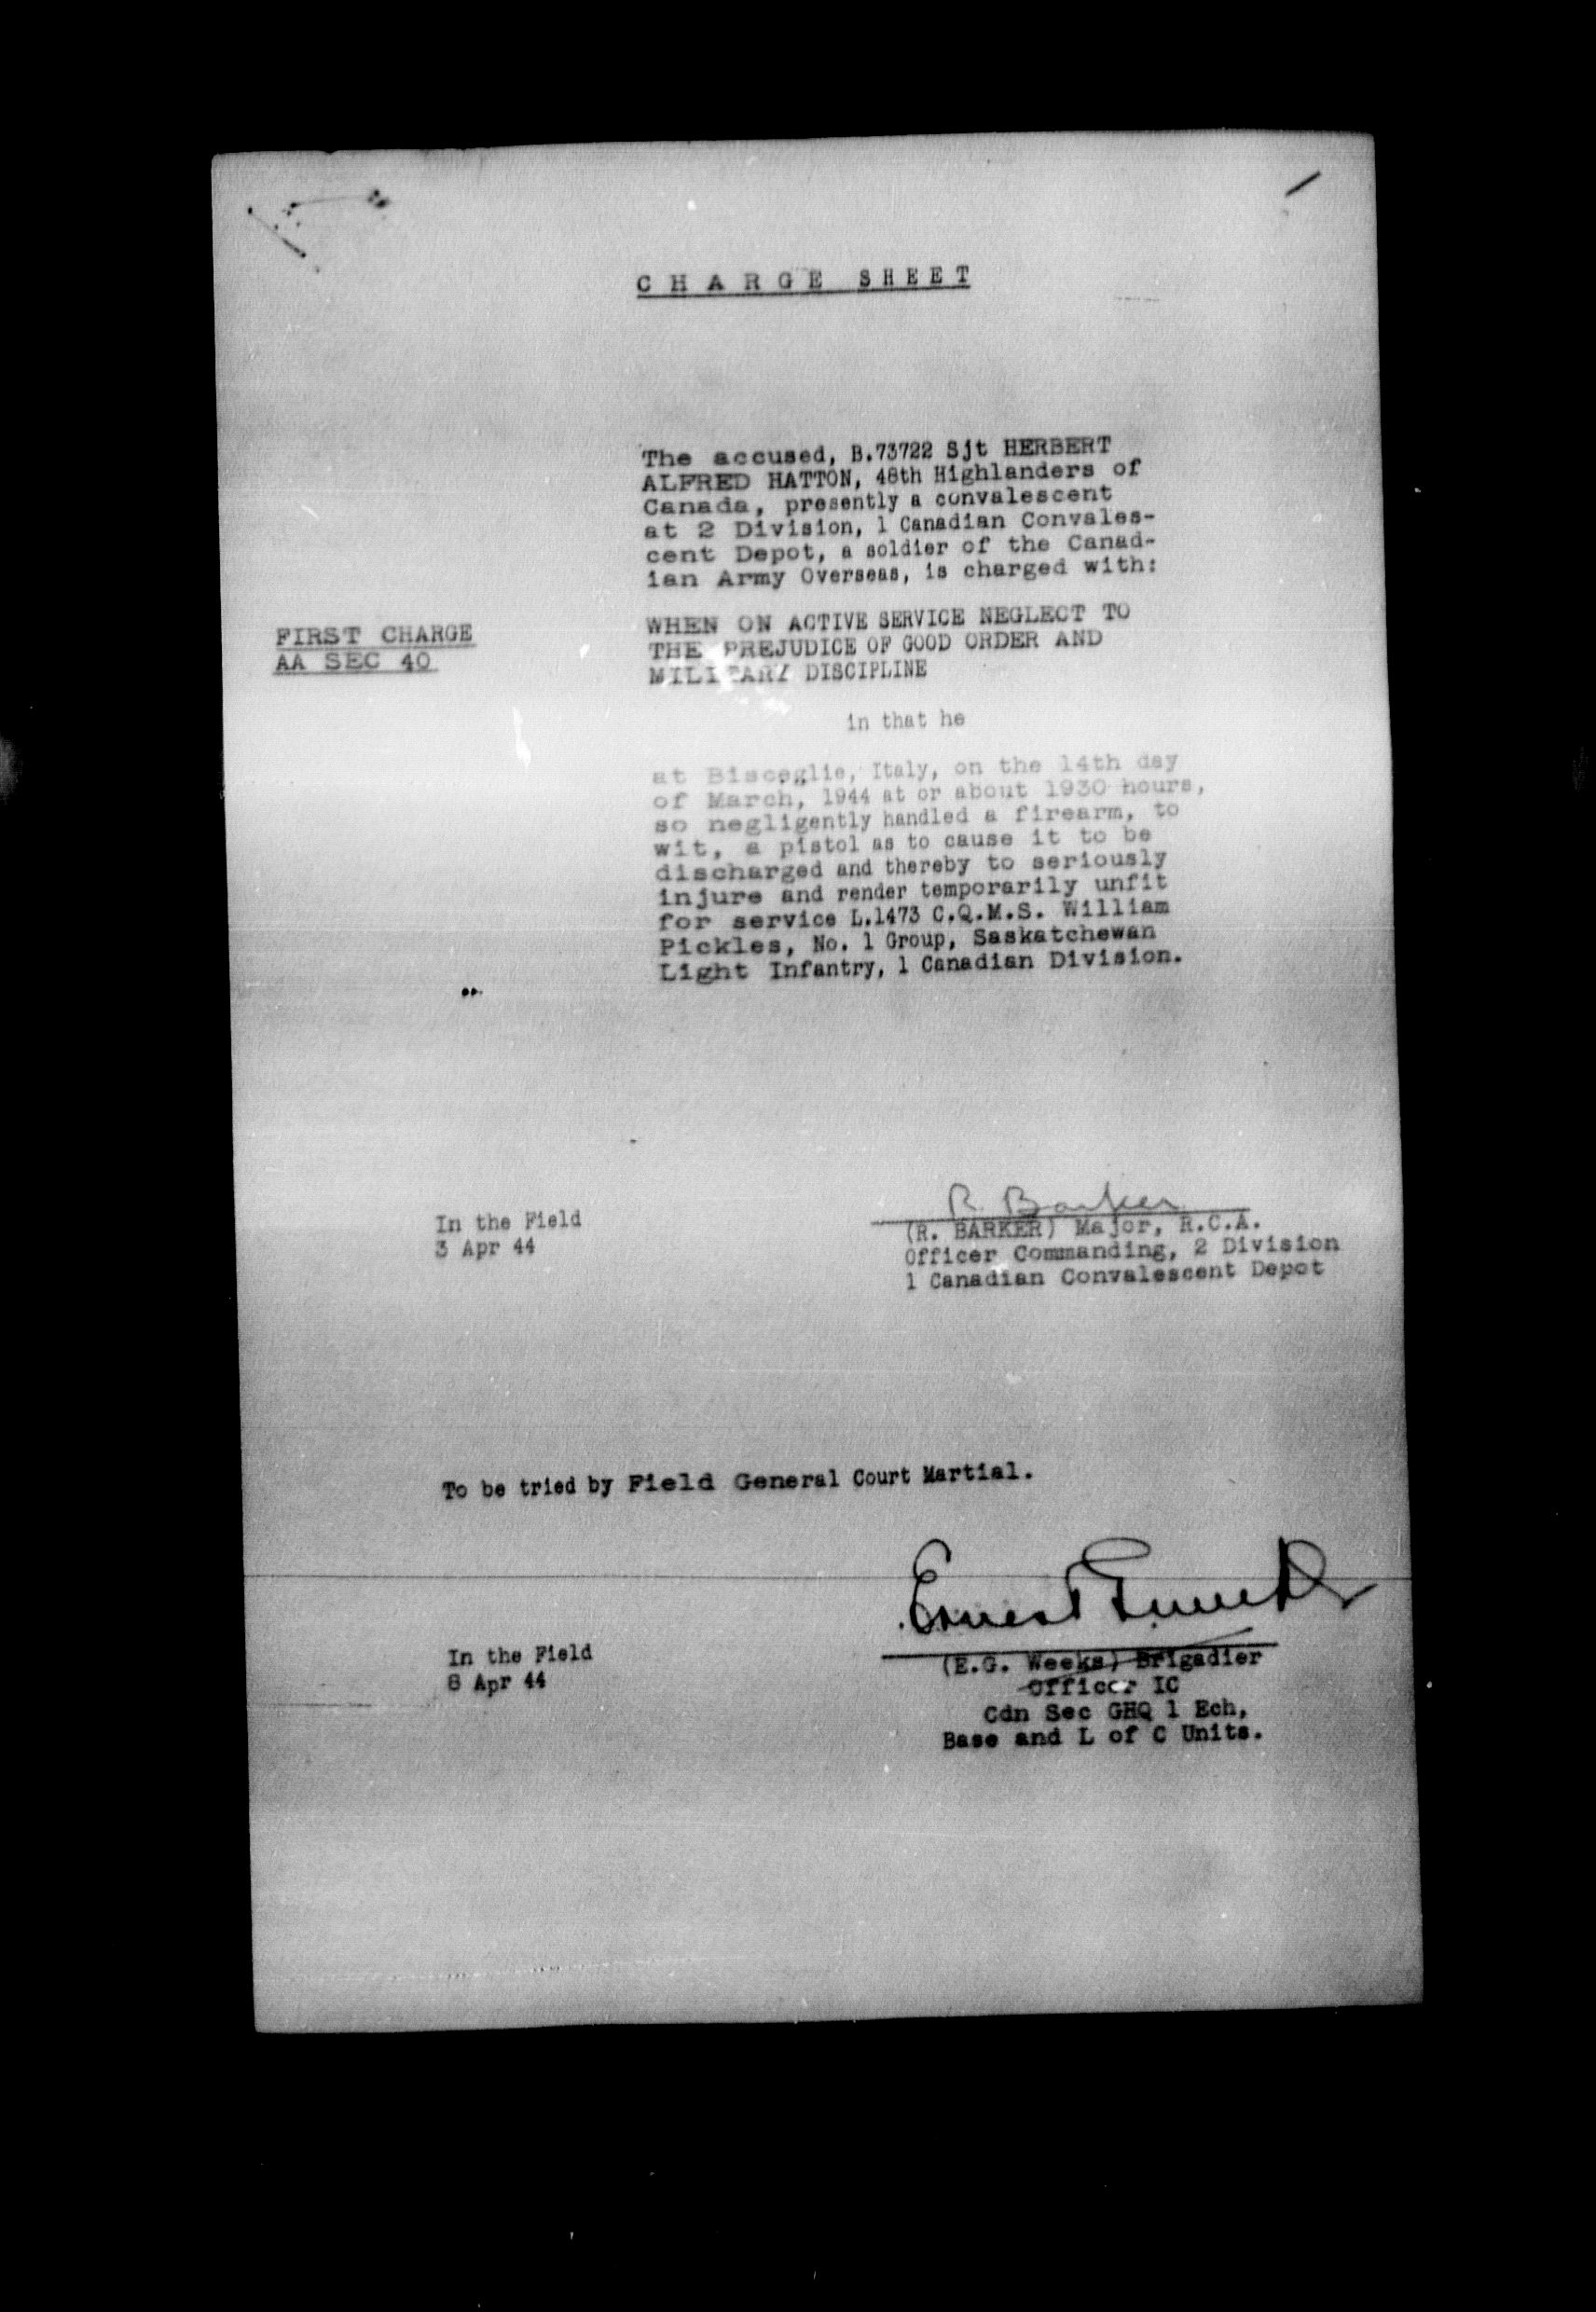 CHARGE SHEET
The accused, B.73722 Sjt HERBERT
ALFRED HATTON, 48th Highlanders of
Canada, presently a convalescent
at 2 Division, 1 Canadian Convales-
cent Depot, a soldier of the Canad-
ian Army Overseas, is charged with:
FIRST CHARGE
AA SEC 40
WHEN ON ACTIVE SERVICE NEGLECT TO
THE PREJUDICE OF GOOD ORDER AND
MILITARY DISCIPLINE
in that he
at Bisceglie, Italy, on the 14th day
of March, 1944 at or about 1930 hours,
so negligently handled a firearm, to
wit, a pistol as to cause it to be
discharged and thereby to seriously
injure and render temporarily unfit
for service L.1473 C.Q.M.S. William
Pickles, No. 1 Group, Saskatchewan
Light Infantry, 1 Canadian Division.
R. Barker
In the Field
3 Apr 44
(R. BARKER) Major, R.C.A.
Officer Commanding, 2 Division
1 Canadian Convalescent Depot
To be tried by Field General Court Martial.
Ernest
In the Field
8 Apr 44
(E.G. Weeks) Brigadier
Officer IC
Cdn Sec GHQ 1 Ech,
Base and L of C Units.